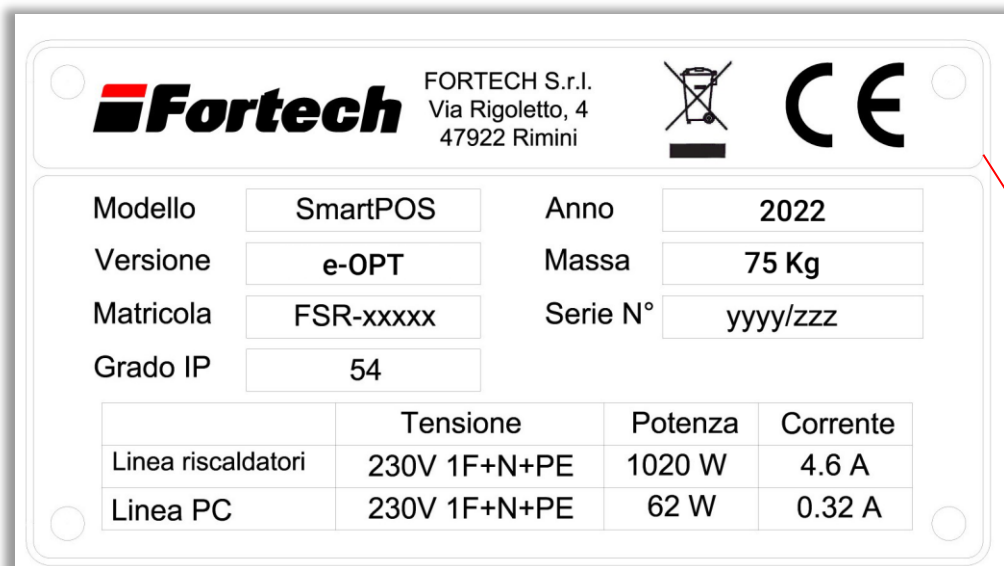 Fortech
FORTECH S.r.l.
Via Rigoletto, 4
47922 Rimini
CE
Modello SmartPOS Anno 2022
Versione e-OPT Massa 75 Kg
Matricola FSR-xxxxx Serie N° yyyy/zzz
Grado IP 54
Tensione Potenza Corrente
Linea riscaldatori 230V 1F+N+PE 1020 W 4.6 A
Linea PC 230V 1F+N+PE 62 W 0.32 A